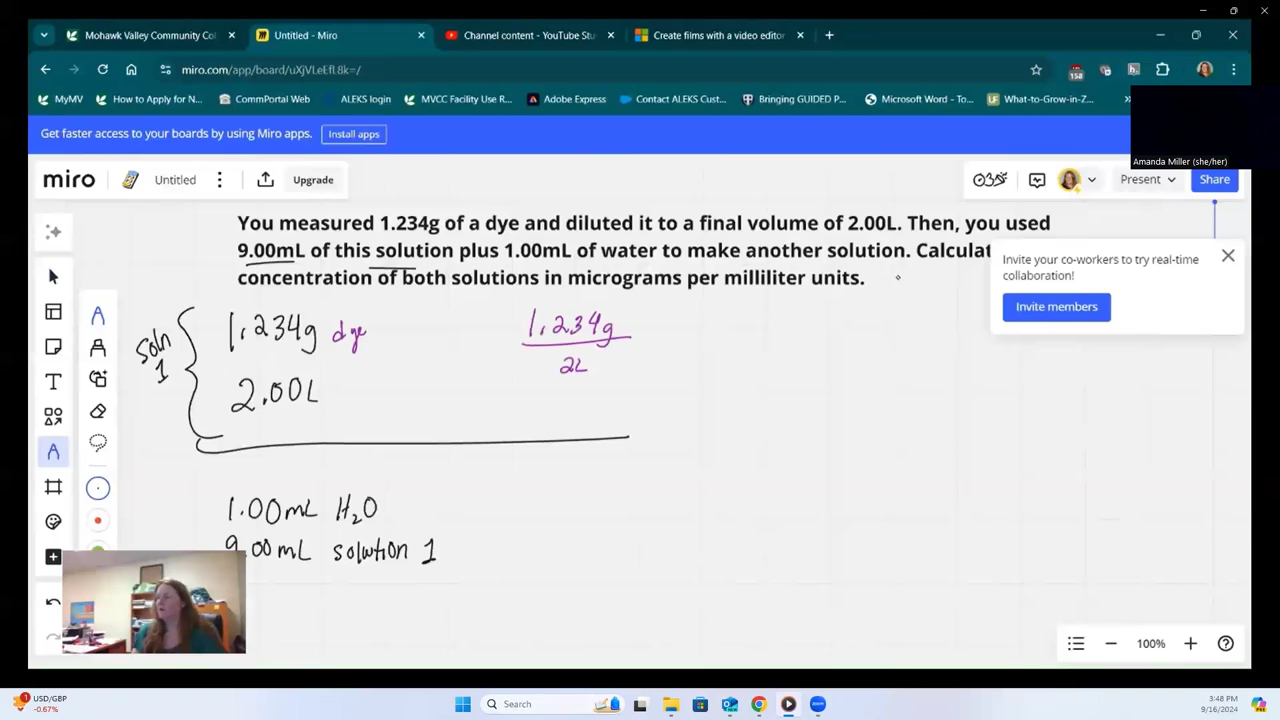 Mohawk Valley Community Col
Untitled - Miro
Channel content - YouTube Stu
Create films with a video editor
miro.com/app/board/uXjVLeEfL8k=/
158
MyMV
How to Apply for N...
CommPortal Web
ALEKS login
MVCC Facility Use R...
Adobe Express
Contact ALEKS Cust...
Bringing GUIDED P...
Microsoft Word - To...
What-to-Grow-in-Z...
Get faster access to your boards by using Miro apps.
Install apps
Amanda Miller (she/her)
miro
Untitled
Upgrade
Present
Share
You measured 1.234g of a dye and diluted it to a final volume of 2.00L. Then, you used
9.00mL of this solution plus 1.00mL of water to make another solution. Calculat
concentration of both solutions in micrograms per milliliter units.
Invite your co-workers to try real-time
collaboration!
Invite members
soln
1
1.234g dye
2.00L
1.234g
2L
1.00mL H₂O
9.00mL solution 1
100%
USD/GBP
-0.67%
Search
3:48 PM
9/16/2024